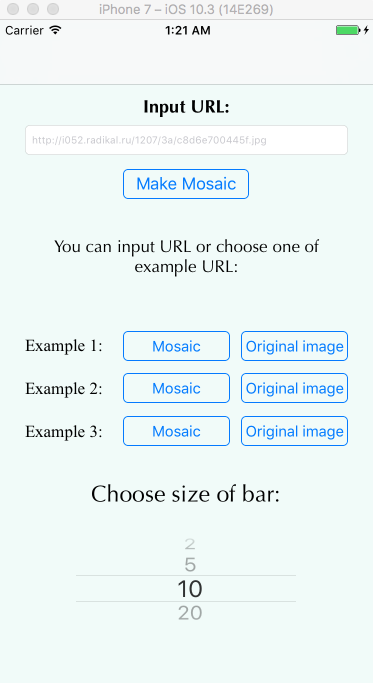 iPhone 7 – iOS 10.3 (14E269)
Carrier 1:21 AM
Input URL:
http://i052.radikal.ru/1207/3a/c8d6e700445f.jpg
Make Mosaic
You can input URL or choose one of
example URL:
Example 1: Mosaic Original image
Example 2: Mosaic Original image
Example 3: Mosaic Original image
Choose size of bar:
2
5
10
20